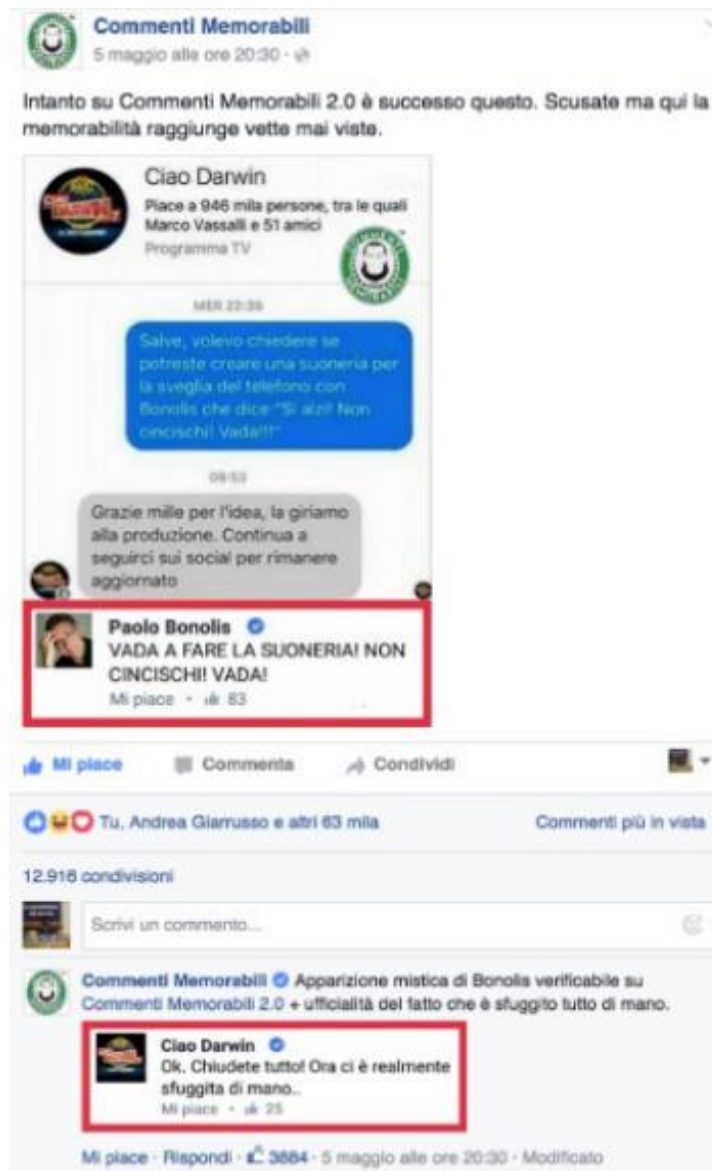 Commenti Memorabili
5 maggio alle ore 20:30 ·
Intanto su Commenti Memorabili 2.0 è successo questo. Scusate ma qui la
memorabilità raggiunge vette mai viste.
Ciao Darwin
Piace a 946 mila persone, tra le quali
Marco Vassalli e 51 amici
Programma TV
MER 22:39
Salve, volevo chiedere se
potreste creare una suoneria per
la sveglia del telefono con
Bonolis che dice "Si alzi! Non
cincischi! Vada!!!"
09:53
Grazie mille per l'idea, la giriamo
alla produzione. Continua a
seguirci sui social per rimanere
aggiornato
Paolo Bonolis
VADA A FARE LA SUONERIA! NON
CINCISCHI! VADA!
Mi piace · 83
Mi piace Commenta Condividi
Tu, Andrea Giarrusso e altri 63 mila Commenti più in vista
12.916 condivisioni
Scrivi un commento...
Commenti Memorabili Apparizione mistica di Bonolis verificabile su
Commenti Memorabili 2.0 + ufficialità del fatto che è sfuggito tutto di mano.
Ciao Darwin
Ok. Chiudete tutto! Ora ci è realmente
sfuggita di mano..
Mi piace · 25
Mi piace · Rispondi · 3884 · 5 maggio alle ore 20:30 · Modificato